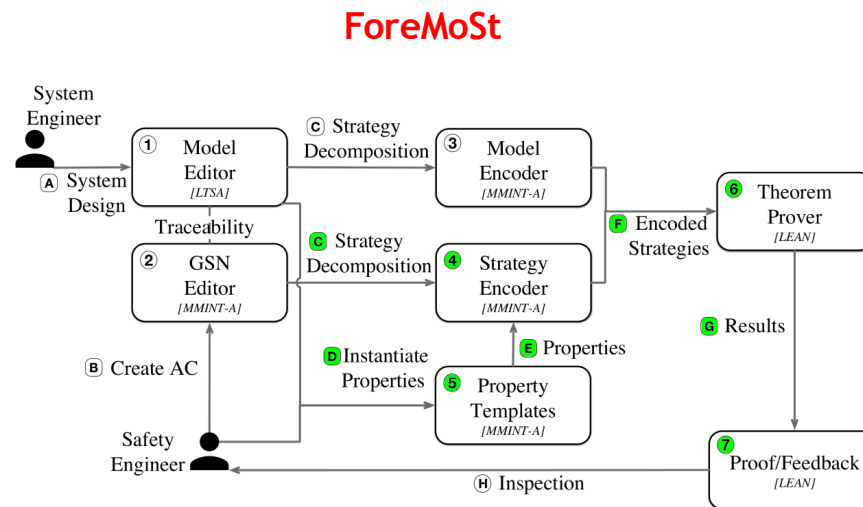 ForeMoSt
System
Engineer
A System
Design
1
Model
Editor
[LTSA]
C Strategy
Decomposition
3
Model
Encoder
[MMINT-A]
Traceability
2
GSN
Editor
[MMINT-A]
C Strategy
Decomposition
4
Strategy
Encoder
[MMINT-A]
F Encoded
Strategies
6
Theorem
Prover
[LEAN]
B Create AC
D Instantiate
Properties
E Properties
5
Property
Templates
[MMINT-A]
G Results
Safety
Engineer
H Inspection
7
Proof/Feedback
[LEAN]